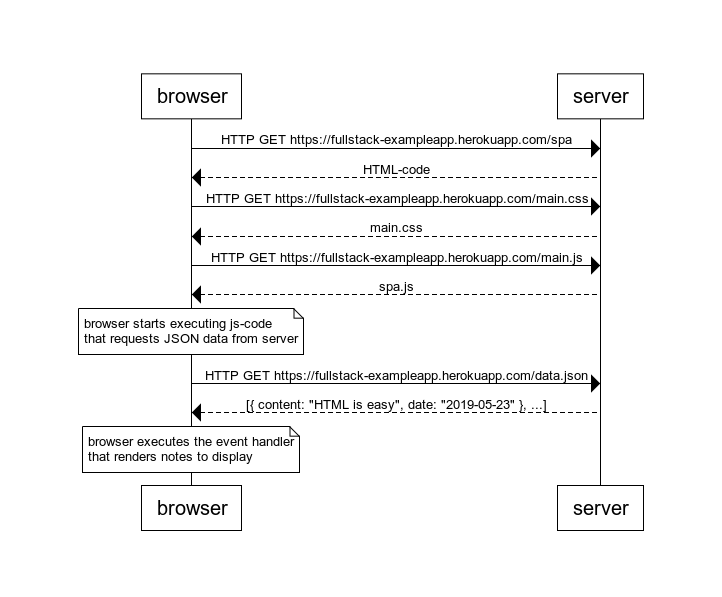 browser
server
HTTP GET https://fullstack-exampleapp.herokuapp.com/spa
HTML-code
HTTP GET https://fullstack-exampleapp.herokuapp.com/main.css
main.css
HTTP GET https://fullstack-exampleapp.herokuapp.com/main.js
spa.js
browser starts executing js-code
that requests JSON data from server
HTTP GET https://fullstack-exampleapp.herokuapp.com/data.json
[{ content: "HTML is easy", date: "2019-05-23" }, ...]
browser executes the event handler
that renders notes to display
browser
server